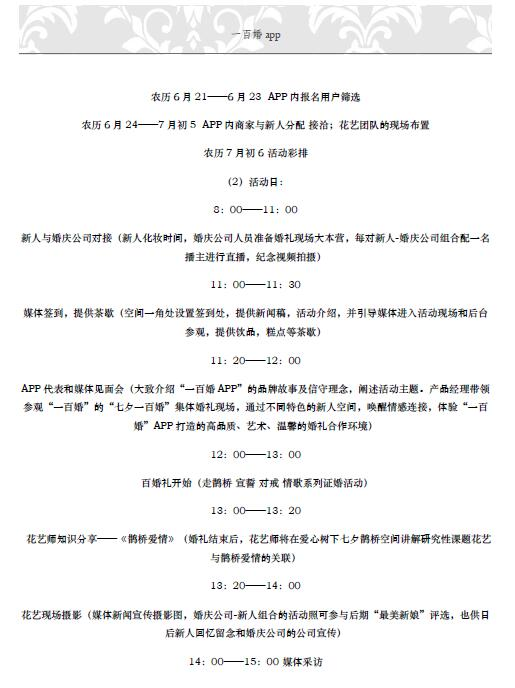 一百婚 app
农历 6 月 21——6 月 23  APP 内报名用户筛选
农历 6 月 24——7 月初 5  APP 内商家与新人分配 接洽；花艺团队的现场布置
农历 7 月初 6 活动彩排
（2）活动日：
8：00——11：00
新人与婚庆公司对接（新人化妆时间，婚庆公司人员准备婚礼现场大本营，每对新人-婚庆公司组合配一名
播主进行直播，纪念视频拍摄）
11：00——11：30
媒体签到，提供茶歇（空间一角处设置签到处，提供新闻稿，活动介绍，并引导媒体进入活动现场和后台
参观，提供饮品，糕点等茶歇）
11：20——12：00
APP 代表和媒体见面会（大致介绍“一百婚 APP”的品牌故事及信守理念，阐述活动主题。产品经理带领
参观“一百婚”的“七夕一百婚”集体婚礼现场，通过不同特色的新人空间，唤醒情感连接，体验“一百
婚”APP 打造的高品质、艺术、温馨的婚礼合作环境）
12：00——13：00
百婚礼开始（走鹊桥 宣誓 对戒 情歌系列证婚活动）
13：00——13：20
花艺师知识分享——《鹊桥爱情》（婚礼结束后，花艺师将在爱心树下七夕鹊桥空间讲解研究性课题花艺
与鹊桥爱情的关联）
13：20——14：00
花艺现场摄影（媒体新闻宣传摄影图，婚庆公司-新人组合的活动照可参与后期“最美新娘”评选，也供日
后新人回忆留念和婚庆公司的公司宣传）
14：00——15：00 媒体采访